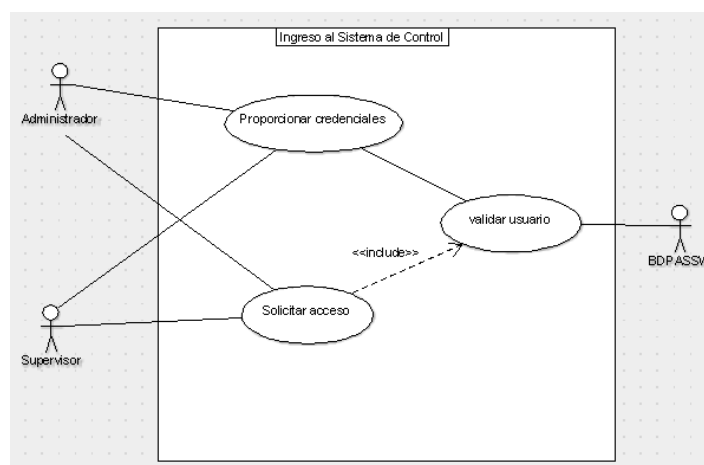 Ingreso al Sistema de Control
Administrador
Proporcionar credenciales
validar usuario
<<include>>
BDPASSW
Solicitar acceso
Supervisor